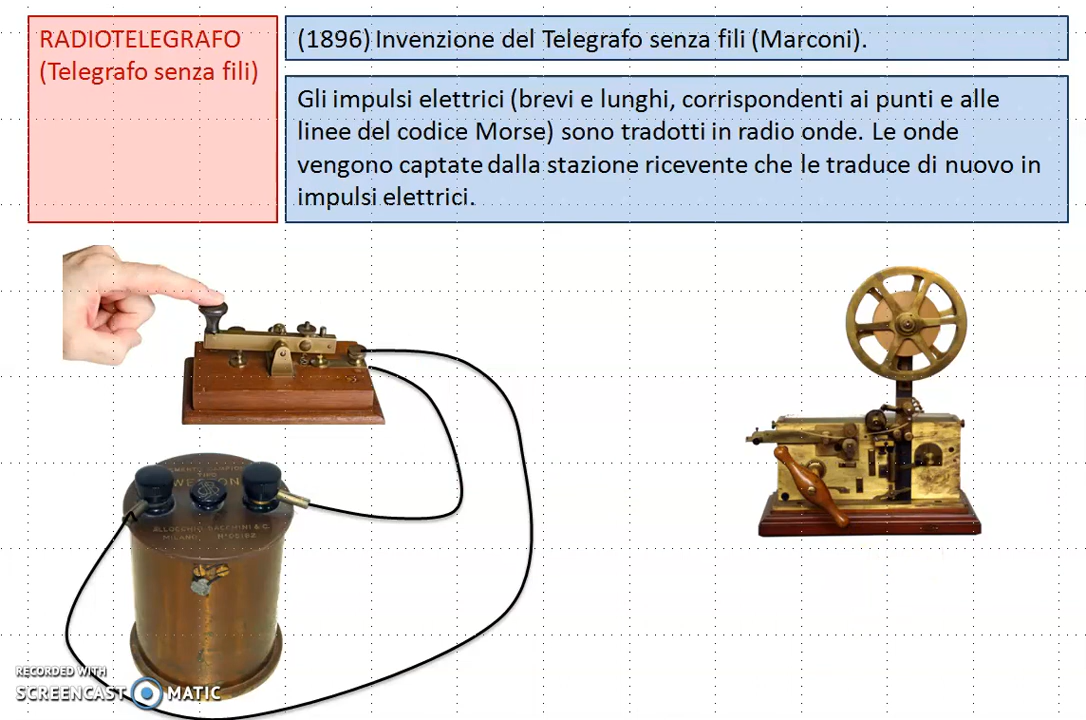 RADIOTELEGRAFO
(Telegrafo senza fili)
(1896) Invenzione del Telegrafo senza fili (Marconi).
Gli impulsi elettrici (brevi e lunghi, corrispondenti ai punti e alle
linee del codice Morse) sono tradotti in radio onde. Le onde
vengono captate dalla stazione ricevente che le traduce di nuovo in
impulsi elettrici.
WESTON
MILANO,
RECORDED WITH
SCREENCAST MATIC